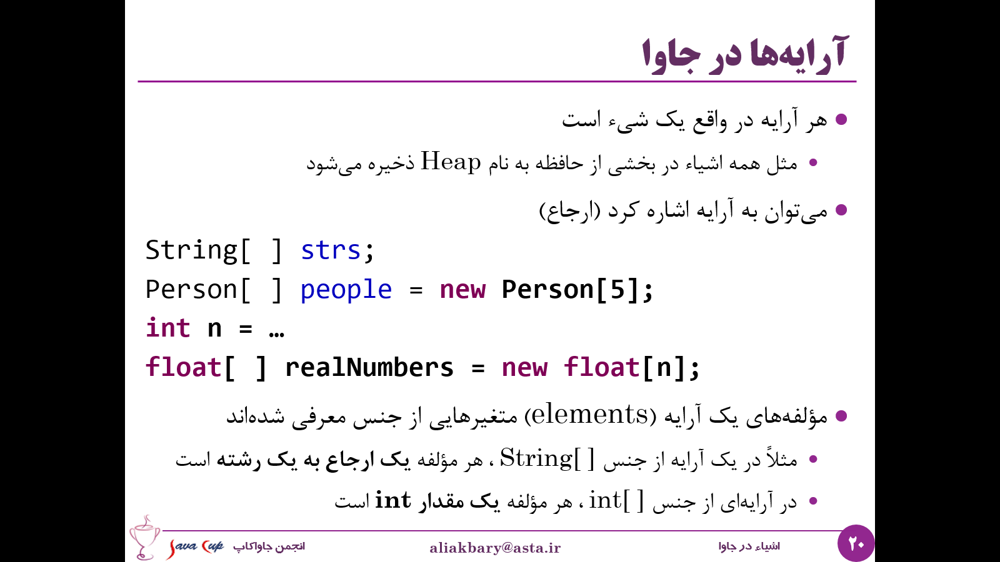 آرایه‌ها در جاوا
هر آرایه در واقع یک شیء است
مثل همه اشیاء در بخشی از حافظه به نام Heap ذخیره می‌شود
می‌توان به آرایه اشاره کرد (ارجاع)
String[ ] strs;
Person[ ] people = new Person[5];
int n = …
float[ ] realNumbers = new float[n];
مؤلفه‌های یک آرایه (elements) متغیرهایی از جنس معرفی شده‌اند
مثلاً در یک آرایه از جنس String[ ] ، هر مؤلفه یک ارجاع به یک رشته است
در آرایه‌ای از جنس int[ ] ، هر مؤلفه یک مقدار int است
۲۰
اشیاء در جاوا
aliakbary@asta.ir
انجمن جاواکاپ
Java Cup